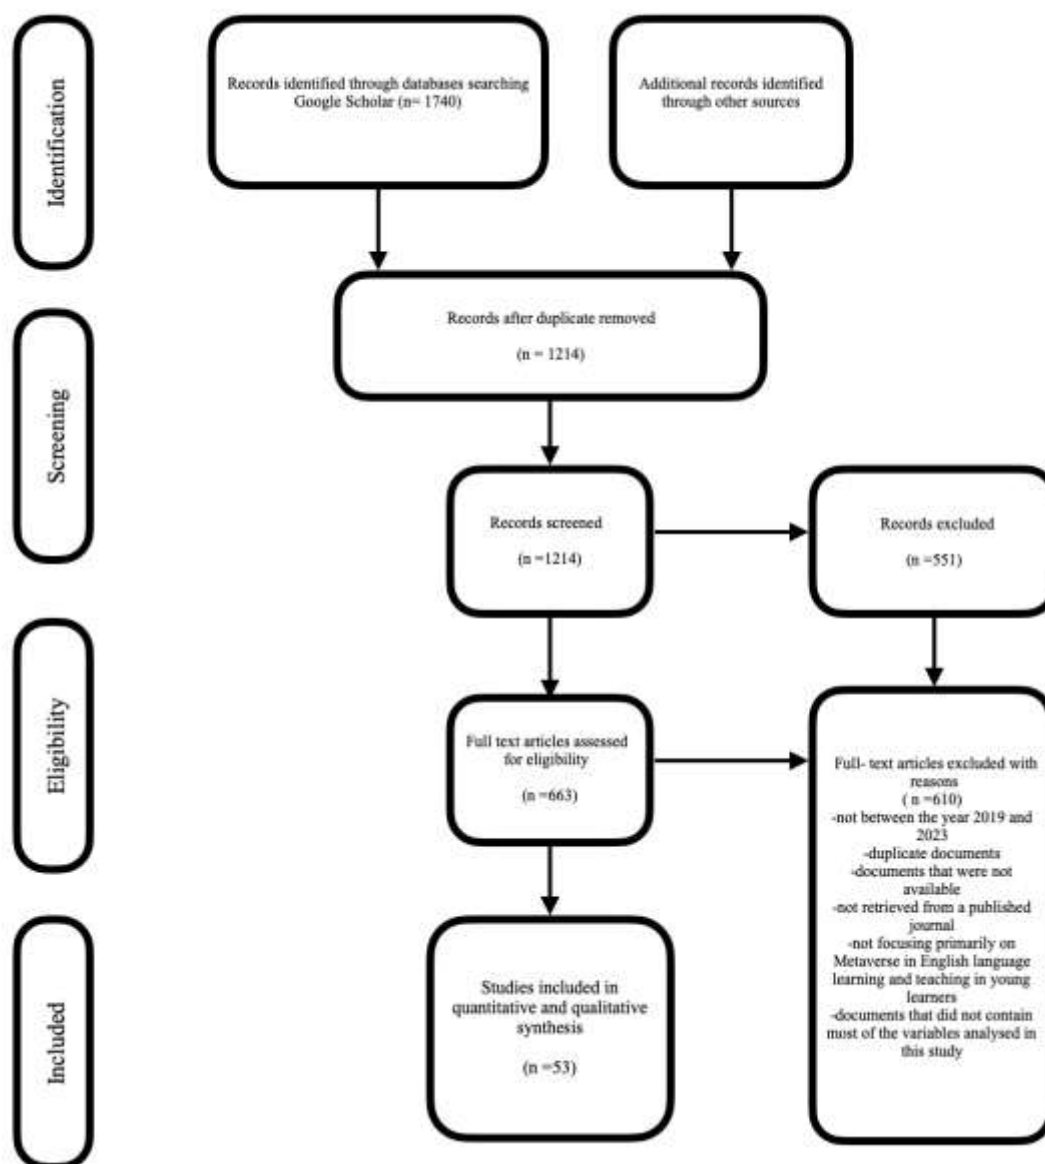 Identification
Records identified through databases searching
Google Scholar (n= 1740)
Additional records identified
through other sources
Records after duplicate removed
(n = 1214)
Screening
Records screened
(n =1214)
Records excluded
(n =551)
Eligibility
Full text articles assessed
for eligibility
(n =663)
Full- text articles excluded with
reasons
( n =610)
-not between the year 2019 and
2023
-duplicate documents
-documents that were not
available
-not retrieved from a published
journal
-not focusing primarily on
Metaverse in English language
learning and teaching in young
learners
-documents that did not contain
most of the variables analysed in
this study
Included
Studies included in
quantitative and qualitative
synthesis
(n =53)